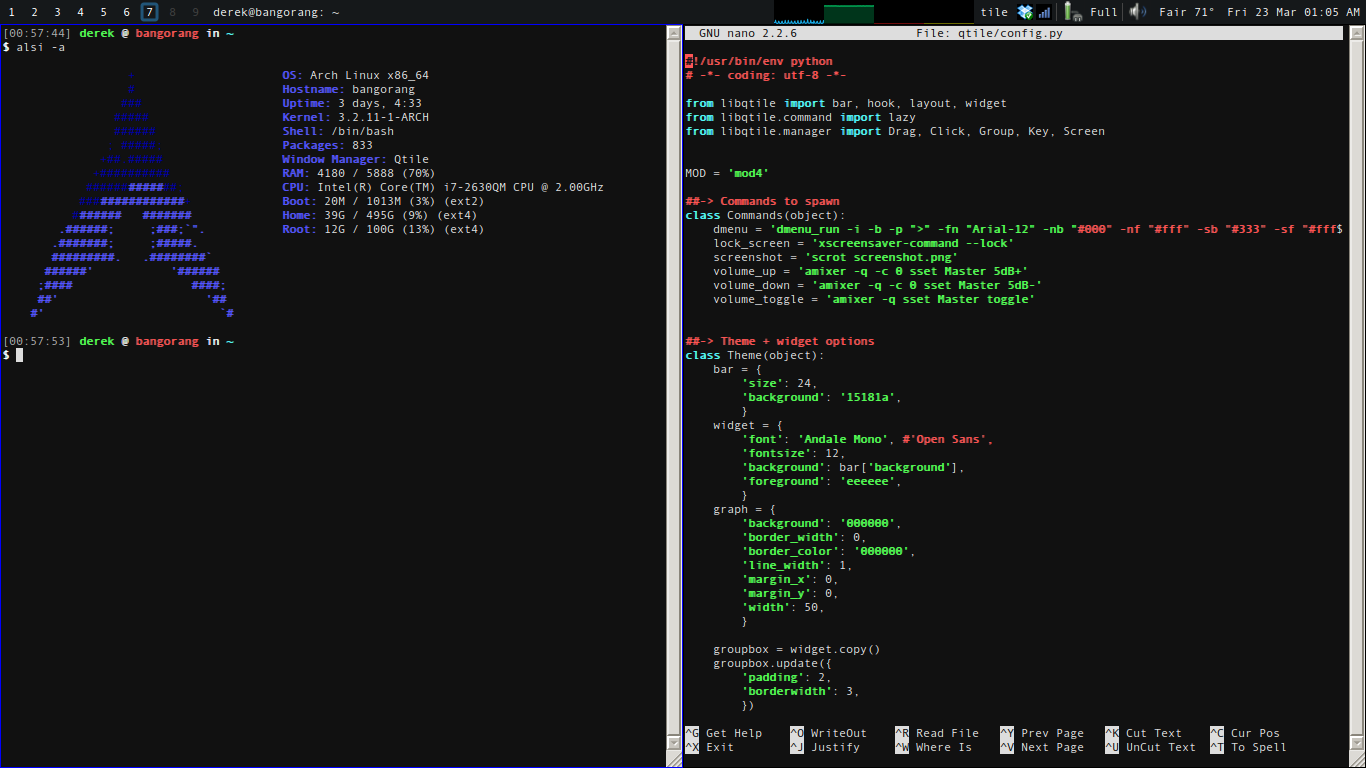 1 2 3 4 5 6 7 8 9 derek@bangorang: ~ tile Full Fair 71° Fri 23 Mar 01:05 AM
[00:57:44] derek @ bangorang in ~
$ alsi -a
OS: Arch Linux x86_64
Hostname: bangorang
Uptime: 3 days, 4:33
Kernel: 3.2.11-1-ARCH
Shell: /bin/bash
Packages: 833
Window Manager: Qtile
RAM: 4180 / 5888 (70%)
CPU: Intel(R) Core(TM) i7-2630QM CPU @ 2.00GHz
Boot: 20M / 1013M (3%) (ext2)
Home: 39G / 495G (9%) (ext4)
Root: 12G / 100G (13%) (ext4)
[00:57:53] derek @ bangorang in ~
$
GNU nano 2.2.6 File: qtile/config.py
#!/usr/bin/env python
# -*- coding: utf-8 -*-
from libqtile import bar, hook, layout, widget
from libqtile.command import lazy
from libqtile.manager import Drag, Click, Group, Key, Screen
MOD = 'mod4'
##-> Commands to spawn
class Commands(object):
    dmenu = 'dmenu_run -i -b -p ">" -fn "Arial-12" -nb "#000" -nf "#fff" -sb "#333" -sf "#fff$
    lock_screen = 'xscreensaver-command --lock'
    screenshot = 'scrot screenshot.png'
    volume_up = 'amixer -q -c 0 sset Master 5dB+'
    volume_down = 'amixer -q -c 0 sset Master 5dB-'
    volume_toggle = 'amixer -q sset Master toggle'
##-> Theme + widget options
class Theme(object):
    bar = {
        'size': 24,
        'background': '15181a',
        }
    widget = {
        'font': 'Andale Mono', #'Open Sans',
        'fontsize': 12,
        'background': bar['background'],
        'foreground': 'eeeeee',
        }
    graph = {
        'background': '000000',
        'border_width': 0,
        'border_color': '000000',
        'line_width': 1,
        'margin_x': 0,
        'margin_y': 0,
        'width': 50,
        }
    groupbox = widget.copy()
    groupbox.update({
        'padding': 2,
        'borderwidth': 3,
        })
^G Get Help ^O WriteOut ^R Read File ^Y Prev Page ^K Cut Text ^C Cur Pos
^X Exit ^J Justify ^W Where Is ^V Next Page ^U UnCut Text ^T To Spell